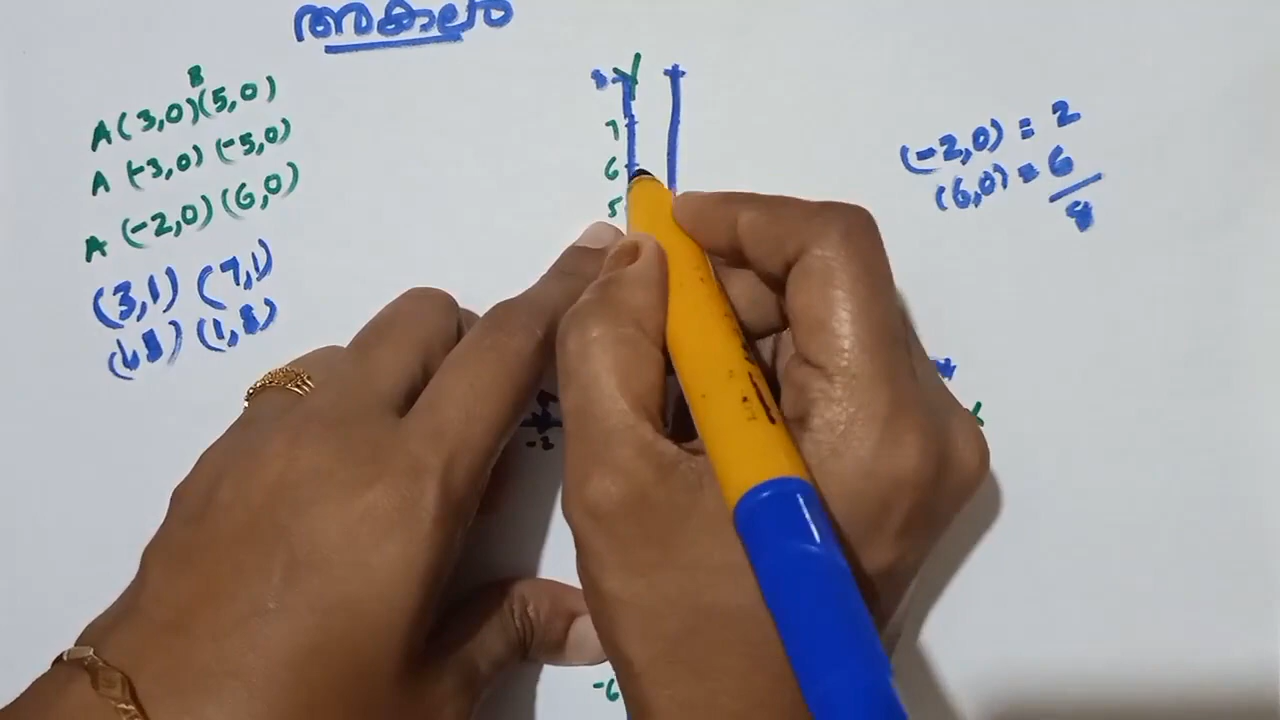 അകലം
B
A(3,0)(5,0)
A(-3,0)(-5,0)
A(-2,0)(6,0)
(3,1) (7,1)
(1,8)
Y
8
7
6
5
-2
-6
(-2,0) = 2
(6,0) = 6
8
X